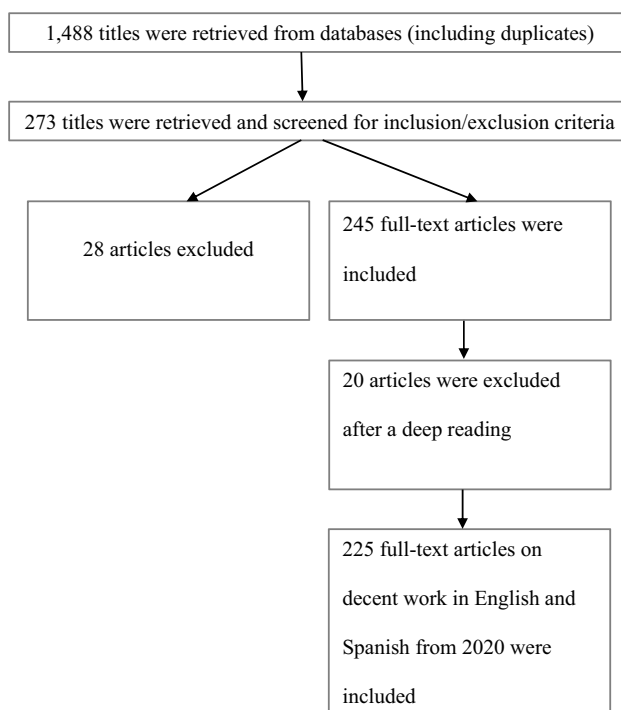 1,488 titles were retrieved from databases (including duplicates)
273 titles were retrieved and screened for inclusion/exclusion criteria
28 articles excluded
245 full-text articles were
included
20 articles were excluded
after a deep reading
225 full-text articles on
decent work in English and
Spanish from 2020 were
included